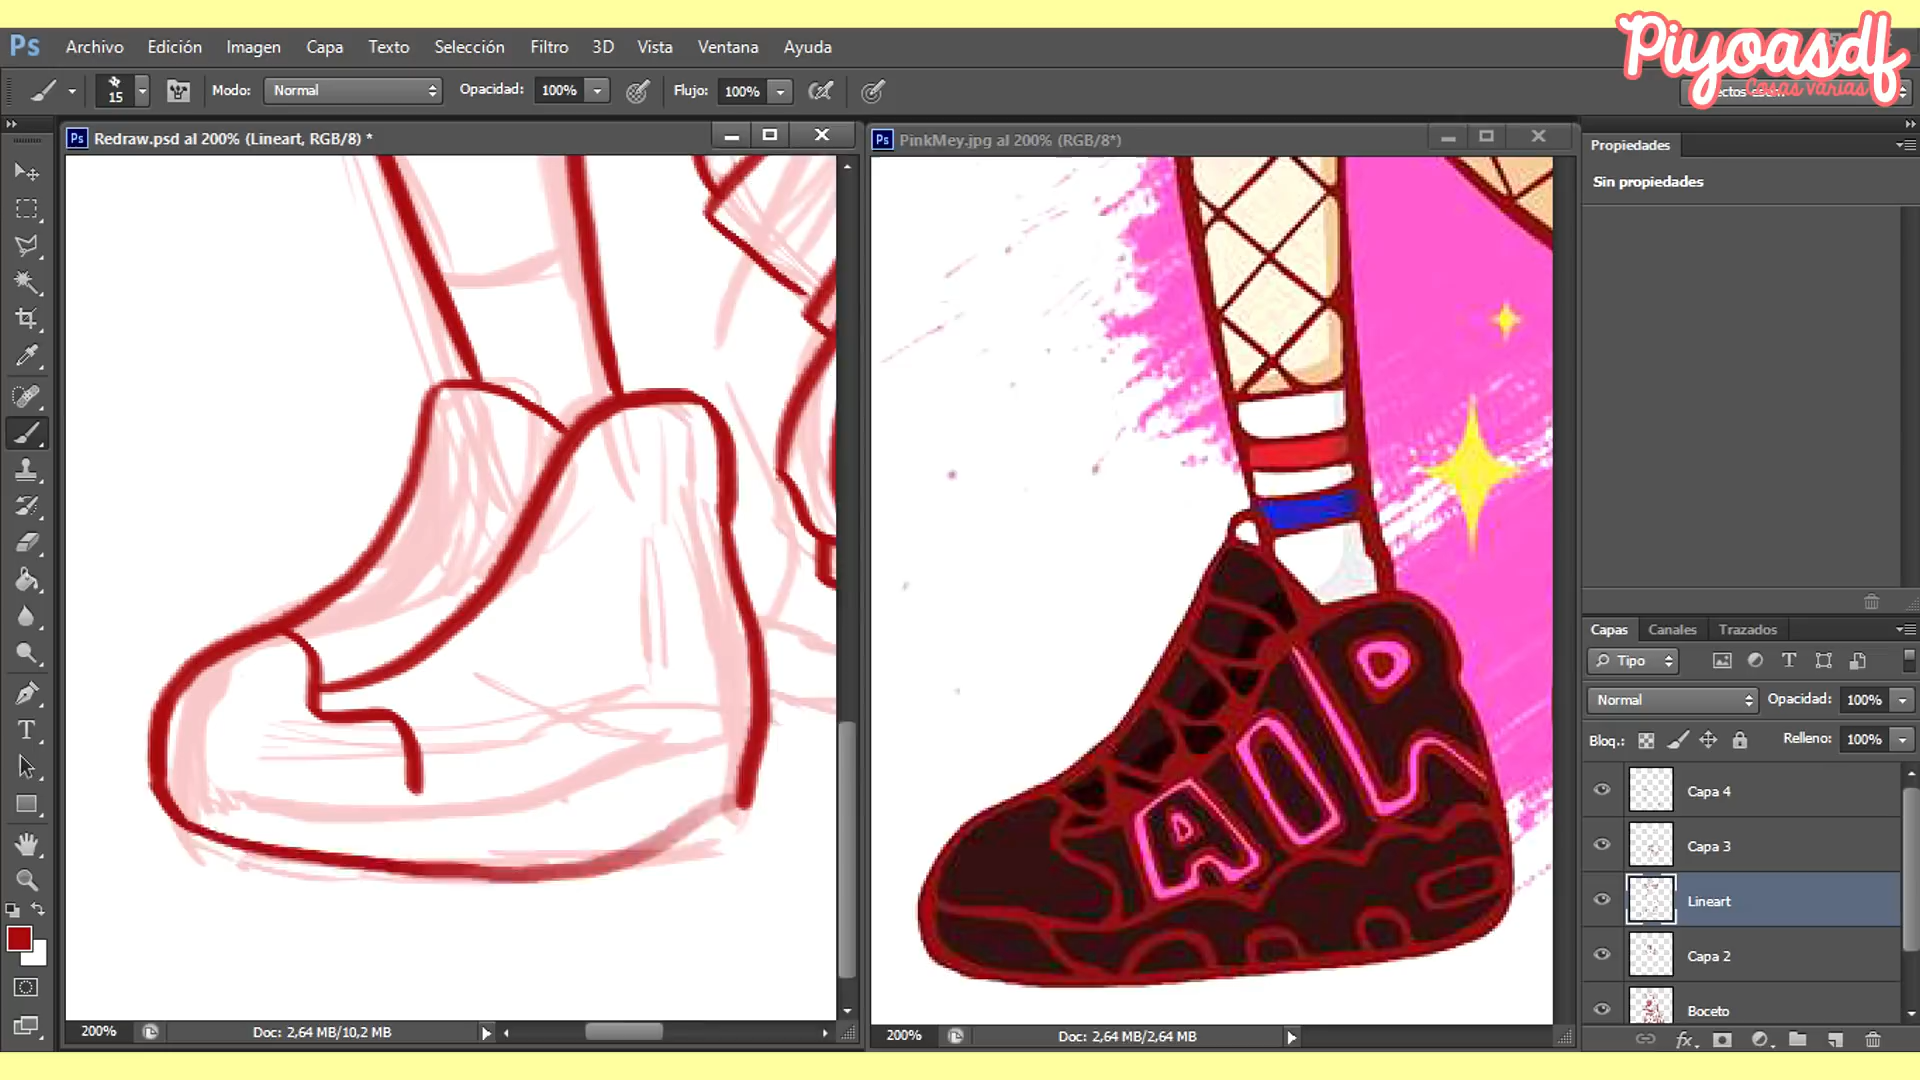 Piyoasdf
Cosas varias
Ps Archivo Edición Imagen Capa Texto Selección Filtro 3D Vista Ventana Ayuda
15 Modo: Normal Opacidad: 100% Flujo: 100%
Ps Redraw.psd al 200% (Lineart, RGB/8) *
Ps PinkMey.jpg al 200% (RGB/8*)
Propiedades
Sin propiedades
AIR
Capas Canales Trazados
Tipo
Normal Opacidad: 100%
Bloq.: Relleno: 100%
Capa 4
Capa 3
Lineart
Capa 2
Boceto
fx
200% Doc: 2,64 MB/10,2 MB
200% Doc: 2,64 MB/2,64 MB